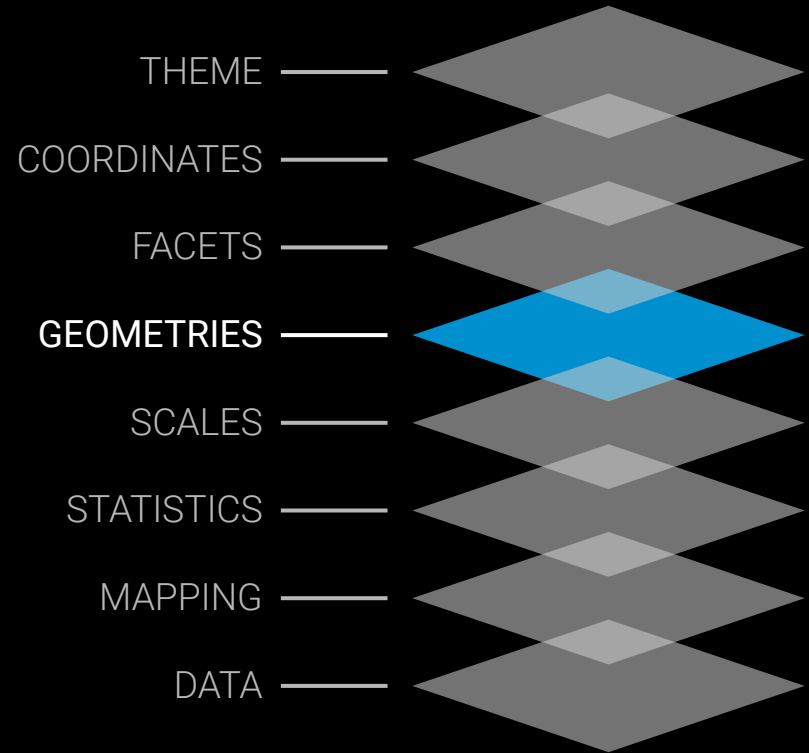 THEME
COORDINATES
FACETS
GEOMETRIES
SCALES
STATISTICS
MAPPING
DATA